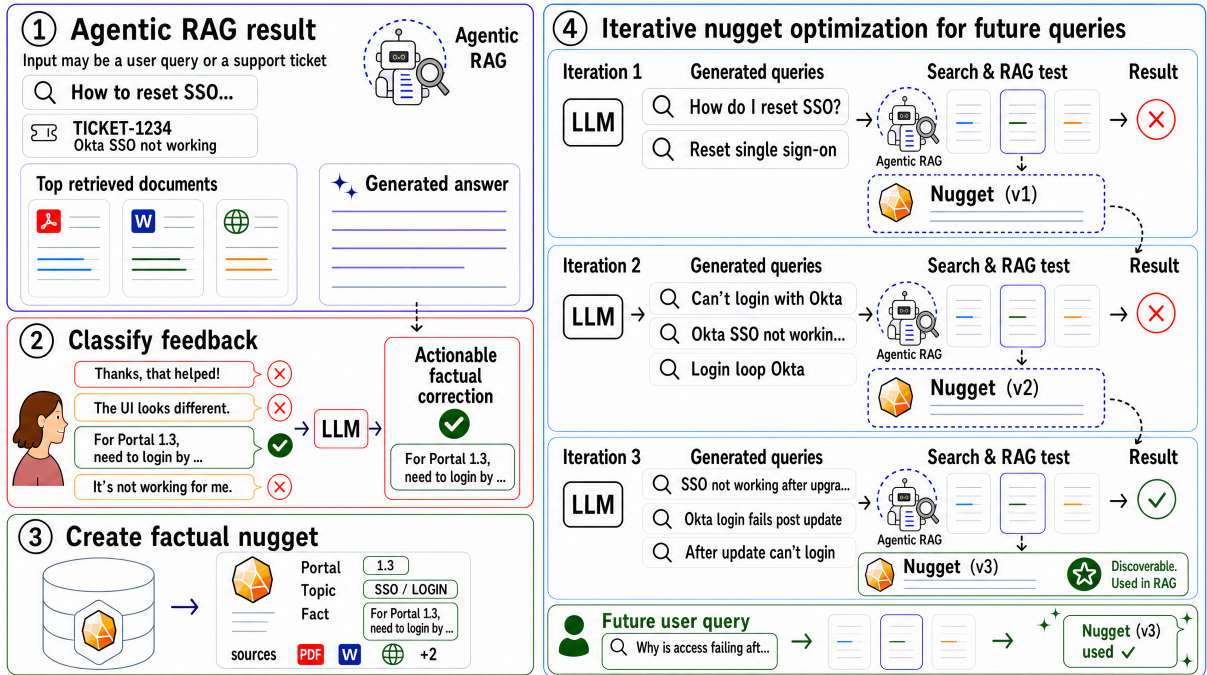 1 Agentic RAG result
Input may be a user query or a support ticket
Agentic
RAG
How to reset SSO...
TICKET-1234
Okta SSO not working
Top retrieved documents
W
Generated answer
2 Classify feedback
Thanks, that helped!
The UI looks different.
For Portal 1.3,
need to login by ...
It's not working for me.
LLM
Actionable
factual
correction
For Portal 1.3,
need to login by ...
3 Create factual nugget
Portal 1.3
Topic SSO / LOGIN
Fact For Portal 1.3,
need to login by ...
sources PDF W +2
4 Iterative nugget optimization for future queries
Iteration 1 Generated queries Search & RAG test Result
LLM
How do I reset SSO?
Reset single sign-on
Agentic RAG
Nugget (v1)
Iteration 2 Generated queries Search & RAG test Result
LLM
Can't login with Okta
Okta SSO not workin...
Login loop Okta
Agentic RAG
Nugget (v2)
Iteration 3 Generated queries Search & RAG test Result
LLM
SSO not working after upgra...
Okta login fails post update
After update can't login
Agentic RAG
Nugget (v3)
Discoverable.
Used in RAG
Future user query
Why is access failing aft...
Nugget (v3)
used